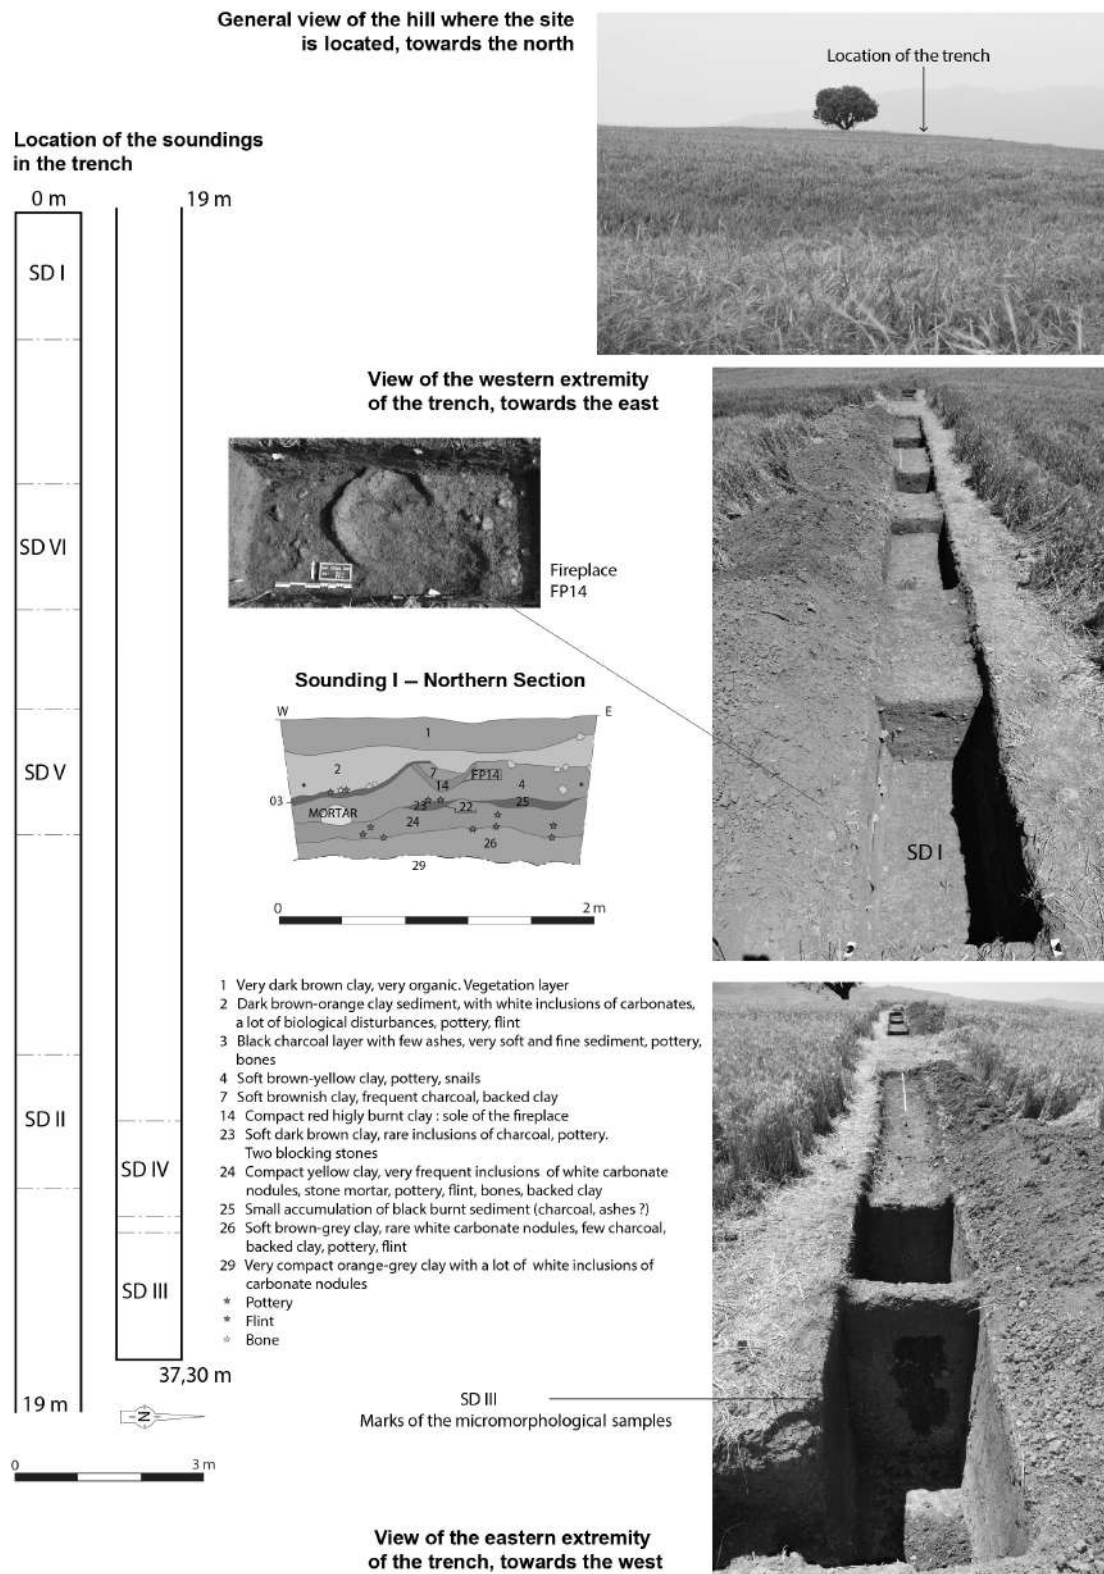 General view of the hill where the site
is located, towards the north
Location of the trench
Location of the soundings
in the trench
0 m
19 m
SD I
SD VI
SD V
SD II
19 m
SD IV
SD III
37,30 m
N
0 3 m
View of the western extremity
of the trench, towards the east
Fireplace
FP14
SD I
Sounding I – Northern Section
W E
1
2
7
FP14
14
4
03
MORTAR
23
22
25
24
26
29
0 2 m
1 Very dark brown clay, very organic. Vegetation layer
2 Dark brown-orange clay sediment, with white inclusions of carbonates,
a lot of biological disturbances, pottery, flint
3 Black charcoal layer with few ashes, very soft and fine sediment, pottery,
bones
4 Soft brown-yellow clay, pottery, snails
7 Soft brownish clay, frequent charcoal, backed clay
14 Compact red higly burnt clay : sole of the fireplace
23 Soft dark brown clay, rare inclusions of charcoal, pottery.
Two blocking stones
24 Compact yellow clay, very frequent inclusions of white carbonate
nodules, stone mortar, pottery, flint, bones, backed clay
25 Small accumulation of black burnt sediment (charcoal, ashes ?)
26 Soft brown-grey clay, rare white carbonate nodules, few charcoal,
backed clay, pottery, flint
29 Very compact orange-grey clay with a lot of white inclusions of
carbonate nodules
Pottery
Flint
Bone
SD III
Marks of the micromorphological samples
View of the eastern extremity
of the trench, towards the west